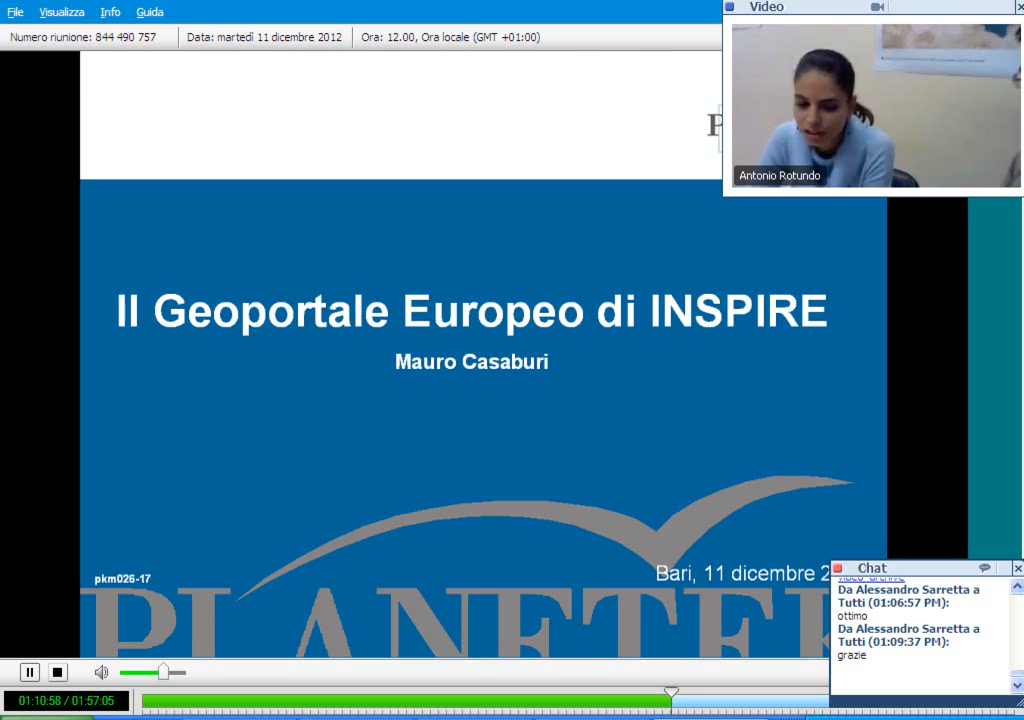 File Visualizza Info Guida
Video
Numero riunione: 844 490 757
Data: martedì 11 dicembre 2012
Ora: 12.00, Ora locale (GMT +01:00)
P
Antonio Rotundo
Il Geoportale Europeo di INSPIRE
Mauro Casaburi
pkm026-17
Bari, 11 dicembre 2
PLANETEK
Chat
video-archive
Da Alessandro Sarretta a
Tutti (01:06:57 PM):
ottimo
Da Alessandro Sarretta a
Tutti (01:09:37 PM):
grazie
01:10:58 / 01:57:05